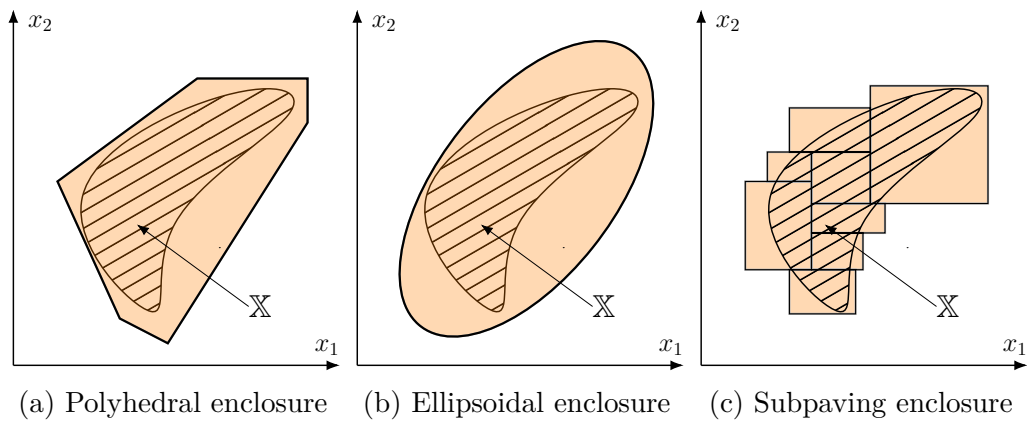 x₂
x₁
𝕏
(a) Polyhedral enclosure
x₂
x₁
𝕏
(b) Ellipsoidal enclosure
x₂
x₁
𝕏
(c) Subpaving enclosure